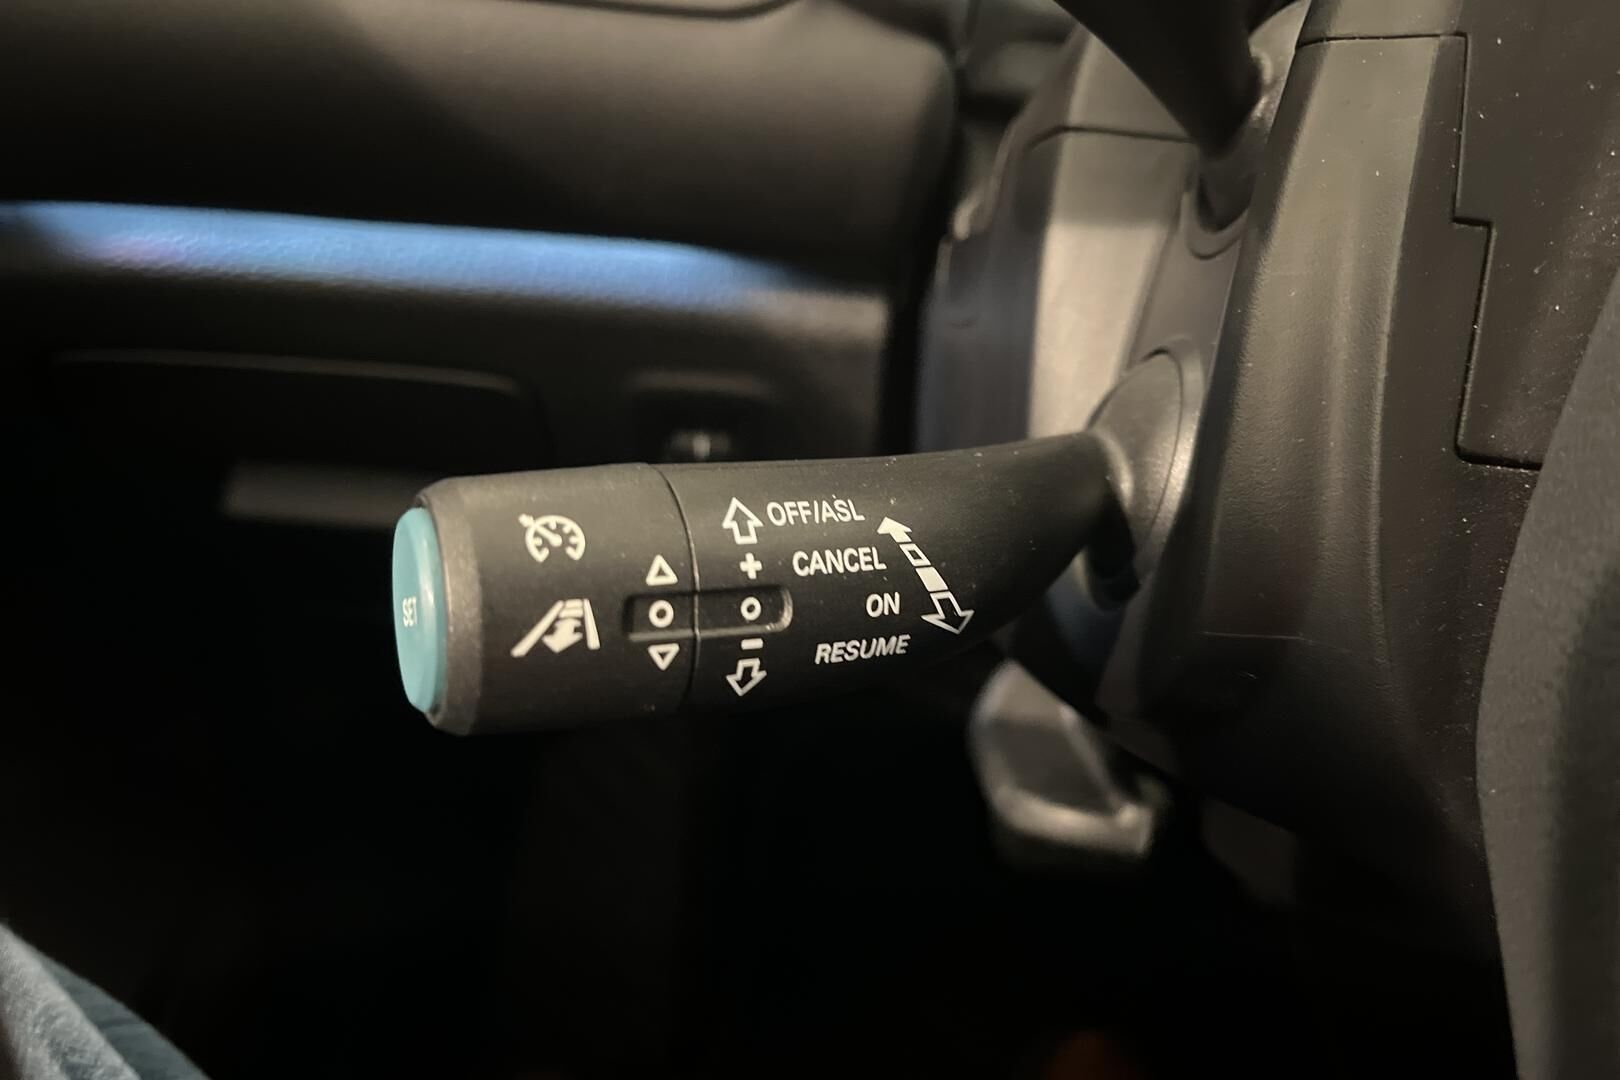 SET
OFF/ASL
+
CANCEL
ON
-
RESUME